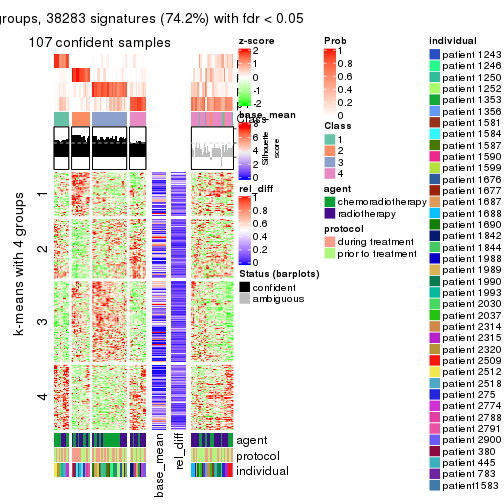 groups, 38283 signatures (74.2%) with fdr < 0.05
107 confident samples
k-means with 4 groups
1
2
3
4
Class
Silhouette
score
base_mean
rel_diff
agent
protocol
individual
z-score
2
1
0
-1
-2
base_mean
8
6
4
2
0
rel_diff
1
0.8
0.6
0.4
0.2
0
Status (barplots)
confident
ambiguous
Prob
1
0.8
0.6
0.4
0.2
0
Class
1
2
3
4
agent
chemoradiotherapy
radiotherapy
protocol
during treatment
prior to treatment
individual
patient 1243
patient 1246
patient 1250
patient 1252
patient 1353
patient 1356
patient 1581
patient 1584
patient 1587
patient 1590
patient 1599
patient 1676
patient 1677
patient 1687
patient 1688
patient 1690
patient 1842
patient 1844
patient 1988
patient 1989
patient 1990
patient 1993
patient 2030
patient 2037
patient 2314
patient 2315
patient 2320
patient 2509
patient 2512
patient 2518
patient 275
patient 2774
patient 2788
patient 2791
patient 2900
patient 380
patient 445
patient 783
patient1583